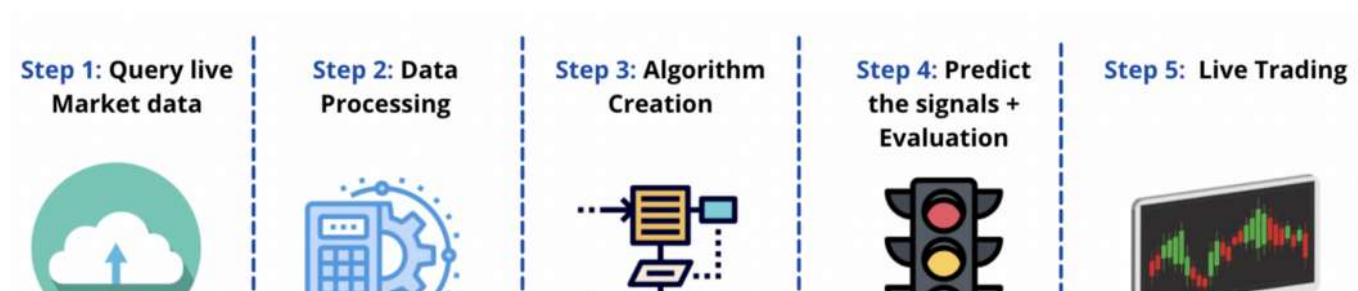 Step 1: Query live
Market data
Step 2: Data
Processing
Step 3: Algorithm
Creation
Step 4: Predict
the signals +
Evaluation
Step 5: Live Trading